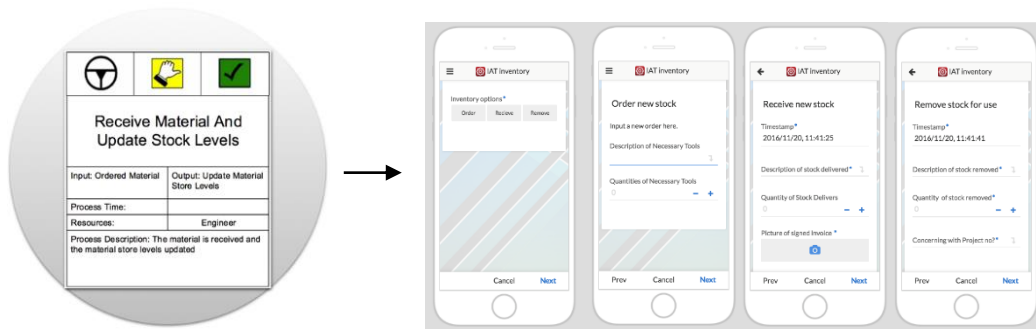 Receive Material And
Update Stock Levels
Input: Ordered Material
Output: Update Material
Store Levels
Process Time:
Resources:
Engineer
Process Description: The material is received and
the material store levels updated
IAT inventory
Inventory options*
Order
Recieve
Remove
Cancel
Next
IAT inventory
Order new stock
Input a new order here.
Description of Necessary Tools
Quantities of Necessary Tools
0
Prev
Cancel
Next
IAT inventory
Receive new stock
Timestamp*
2016/11/20, 11:41:25
Description of stock delivered*
Quantity of Stock Delivers
0
Picture of signed Invoice *
Prev
Cancel
Next
IAT inventory
Remove stock for use
Timestamp*
2016/11/20, 11:41:41
Description of stock removed*
Quantity of stock removed*
0
Concerning with Project no?*
Prev
Cancel
Next